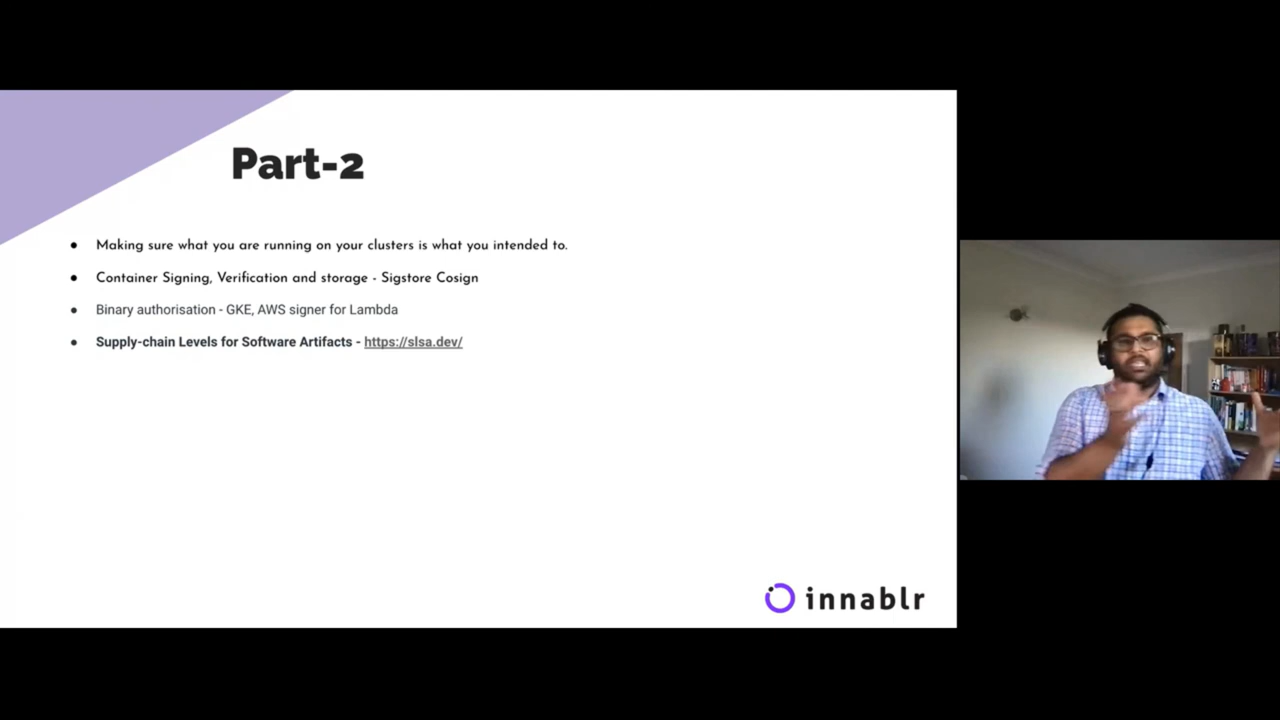 Part-2
Making sure what you are running on your clusters is what you intended to.
Container Signing, Verification and storage - Sigstore Cosign
Binary authorisation - GKE, AWS signer for Lambda
Supply-chain Levels for Software Artifacts - https://slsa.dev/
innablr